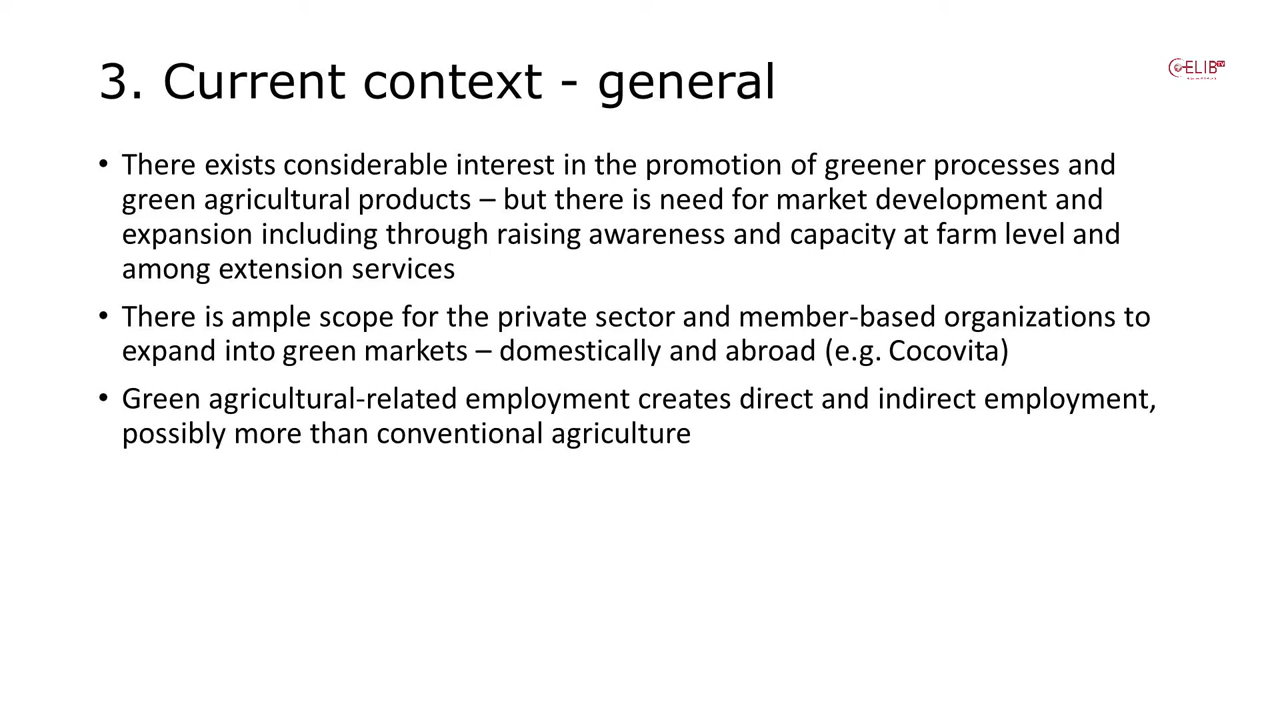 3. Current context - general
ELIB TV
• There exists considerable interest in the promotion of greener processes and
green agricultural products – but there is need for market development and
expansion including through raising awareness and capacity at farm level and
among extension services
• There is ample scope for the private sector and member-based organizations to
expand into green markets – domestically and abroad (e.g. Cocovita)
• Green agricultural-related employment creates direct and indirect employment,
possibly more than conventional agriculture